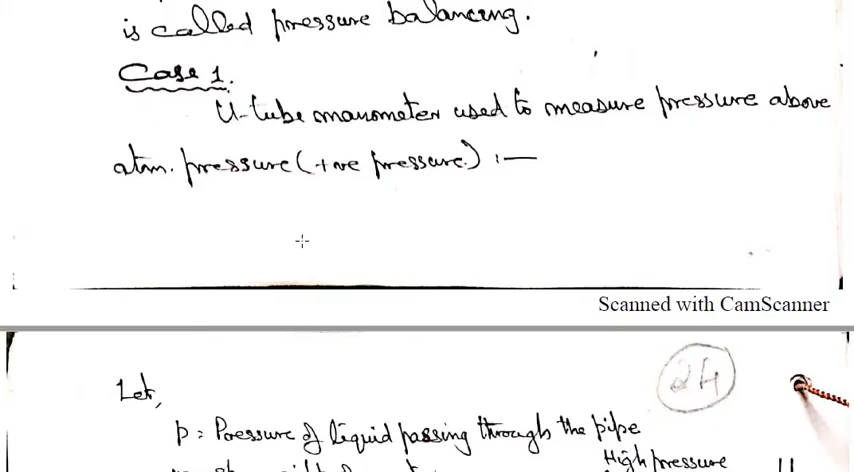 is called pressure balancing.
Case 1.
U-tube manometer used to measure pressure above
atm. pressure (+ve pressure) :—
Scanned with CamScanner
24
Let,
p = Pressure of liquid passing through the pipe
High pressure